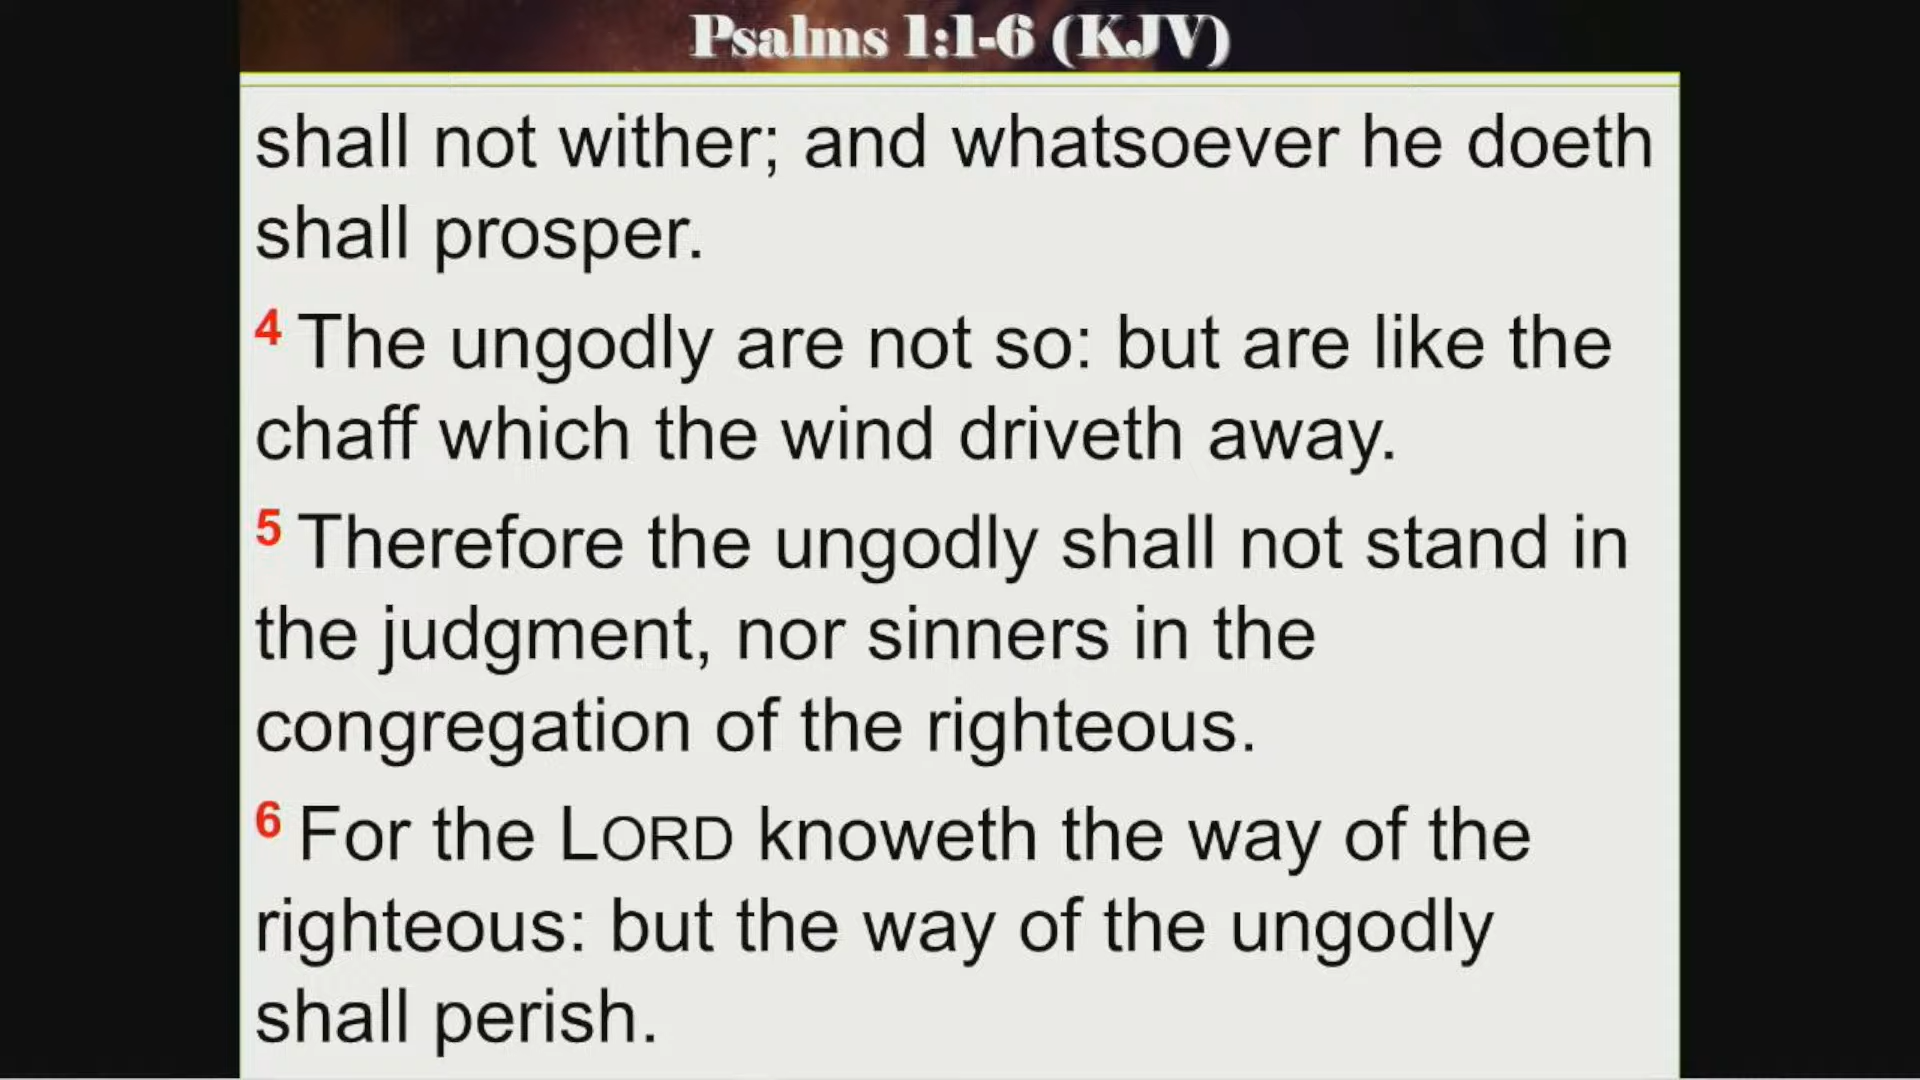 Psalms 1:1-6 (KJV)
shall not wither; and whatsoever he doeth
shall prosper.
4 The ungodly are not so: but are like the
chaff which the wind driveth away.
5 Therefore the ungodly shall not stand in
the judgment, nor sinners in the
congregation of the righteous.
6 For the LORD knoweth the way of the
righteous: but the way of the ungodly
shall perish.